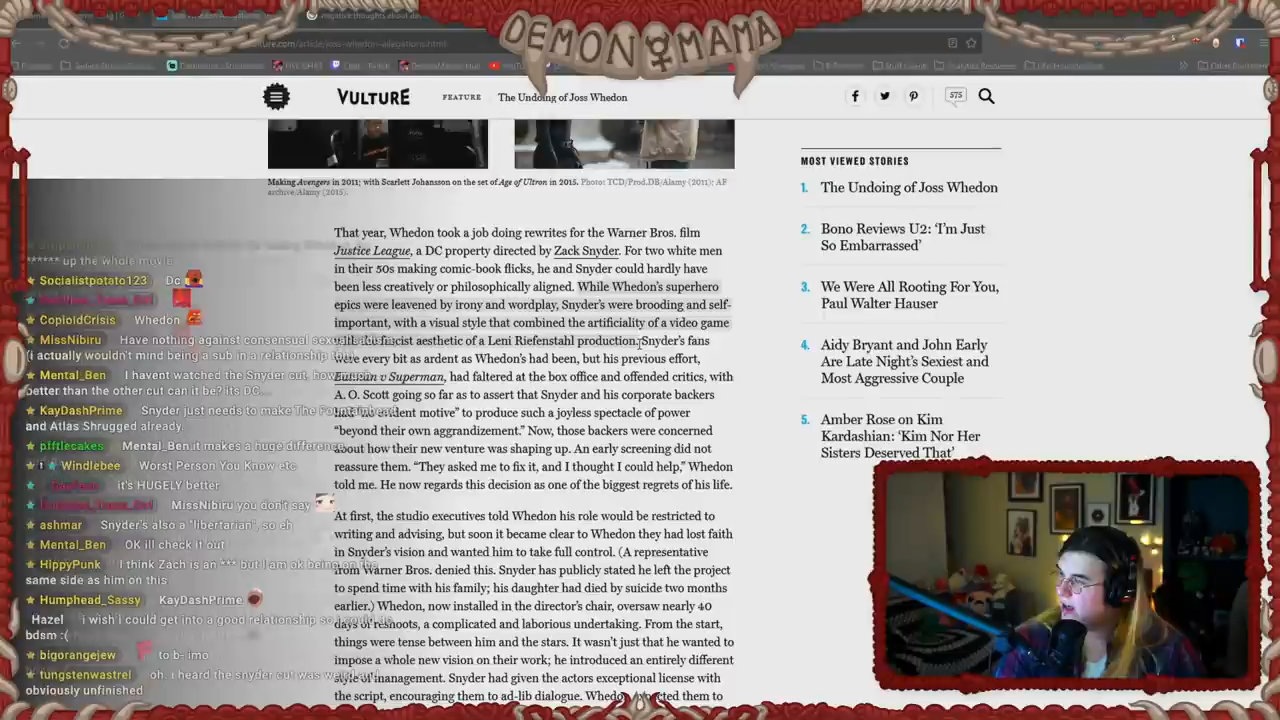 DEMON MAMA
VULTURE
FEATURE
The Undoing of Joss Whedon
575
Making Avengers in 2011; with Scarlett Johansson on the set of Age of Ultron in 2015. Photo: TCD/Prod.DB/Alamy (2011); AF
archive/Alamy (2015).
That year, Whedon took a job doing rewrites for the Warner Bros. film
Justice League, a DC property directed by Zack Snyder. For two white men
in their 50s making comic-book flicks, he and Snyder could hardly have
been less creatively or philosophically aligned. While Whedon's superhero
epics were leavened by irony and wordplay, Snyder's were brooding and self-
important, with a visual style that combined the artificiality of a video game
fascist aesthetic of a Leni Riefenstahl production. Snyder's fans
were every bit as ardent as Whedon's had been, but his previous effort,
Batman v Superman, had faltered at the box office and offended critics, with
A. O. Scott going so far as to assert that Snyder and his corporate backers
motive” to produce such a joyless spectacle of power
“beyond their own aggrandizement.” Now, those backers were concerned
about how their new venture was shaping up. An early screening did not
reassure them. “They asked me to fix it, and I thought I could help,” Whedon
told me. He now regards this decision as one of the biggest regrets of his life.
At first, the studio executives told Whedon his role would be restricted to
writing and advising, but soon it became clear to Whedon they had lost faith
in Snyder's vision and wanted him to take full control. (A representative
from Warner Bros. denied this. Snyder has publicly stated he left the project
to spend time with his family; his daughter had died by suicide two months
earlier.) Whedon, now installed in the director's chair, oversaw nearly 40
days of reshoots, a complicated and laborious undertaking. From the start,
things were tense between him and the stars. It wasn't just that he wanted to
impose a whole new vision on their work; he introduced an entirely different
style of management. Snyder had given the actors exceptional license with
the script, encouraging them to ad-lib dialogue. Whedon expected them to
MOST VIEWED STORIES
1. The Undoing of Joss Whedon
2. Bono Reviews U2: ‘I'm Just
So Embarrassed’
3. We Were All Rooting For You,
Paul Walter Hauser
4. Aidy Bryant and John Early
Are Late Night's Sexiest and
Most Aggressive Couple
5. Amber Rose on Kim
Kardashian: ‘Kim Nor Her
Sisters Deserved That’
****** up the whole movie
Socialistpotato123 Dc
CopioldCrisis Whedon
MissNibiru Have nothing against consensual
(i actually wouldn't mind being a sub in a relationship
Mental_Ben I havent watched the Snyder cut, how much
better than the other cut can it be? its DC...
KayDashPrime Snyder just needs to make The Fountainhead
and Atlas Shrugged already.
pfftlecakes Mental_Ben it makes a huge difference
Windlebee Worst Person You Know etc
it's HUGELY better
MissNibiru you don't say
ashmar Snyder's also a "libertarian", so eh
Mental_Ben OK ill check it out
HippyPunk I think Zach is an *** but I am ok being on the
same side as him on this
Humphead_Sassy KayDashPrime
Hazel i wish i could get into a good relationship so i could do
bdsm :(
bigorangejew to b- imo
tungstenwastrel oh. i heard the snyder cut was weird and
obviously unfinished